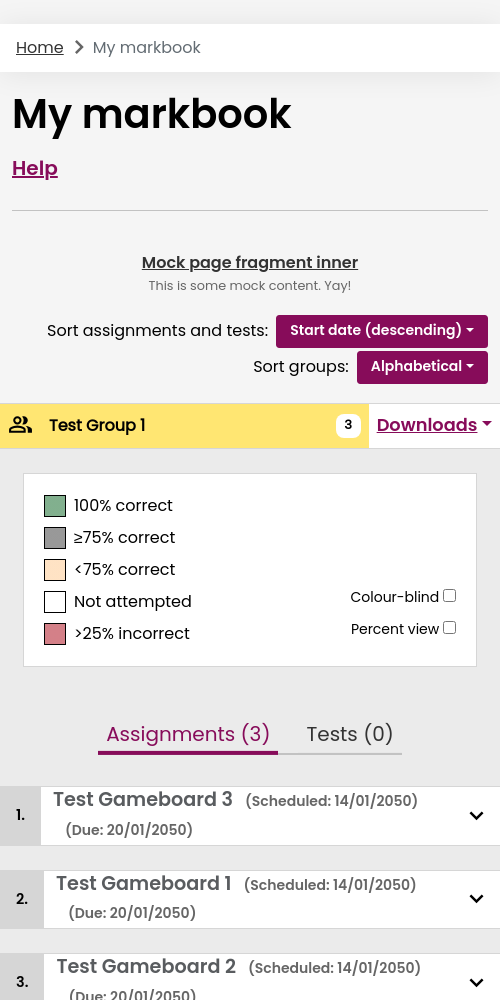 Home > My markbook
My markbook
Help
Mock page fragment inner
This is some mock content. Yay!
Sort assignments and tests: Start date (descending)
Sort groups: Alphabetical
Test Group 1 3 Downloads
100% correct
≥75% correct
<75% correct
Not attempted
Colour-blind
>25% incorrect
Percent view
Assignments (3) Tests (0)
1. Test Gameboard 3 (Scheduled: 14/01/2050)
(Due: 20/01/2050)
2. Test Gameboard 1 (Scheduled: 14/01/2050)
(Due: 20/01/2050)
3. Test Gameboard 2 (Scheduled: 14/01/2050)
(Due: 20/01/2050)